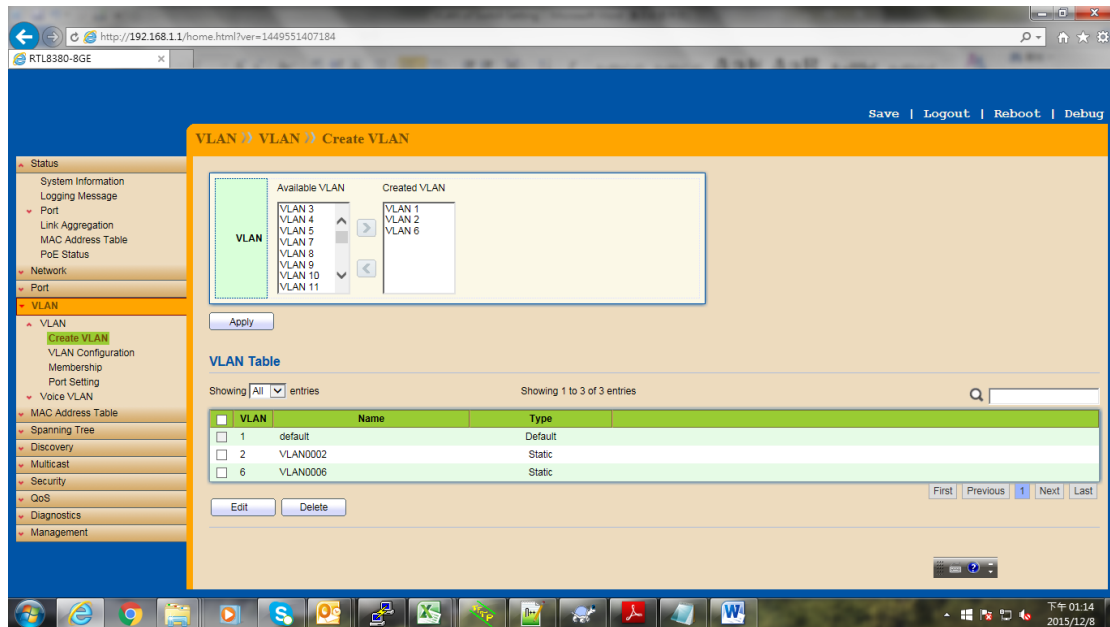 http://192.168.1.1/home.html?ver=1449551407184
RTL8380-8GE
Save | Logout | Reboot | Debug
VLAN » VLAN » Create VLAN
Status
System Information
Logging Message
Port
Link Aggregation
MAC Address Table
PoE Status
Network
Port
VLAN
VLAN
Create VLAN
VLAN Configuration
Membership
Port Setting
Voice VLAN
MAC Address Table
Spanning Tree
Discovery
Multicast
Security
QoS
Diagnostics
Management
VLAN
Available VLAN
VLAN 3
VLAN 4
VLAN 5
VLAN 7
VLAN 8
VLAN 9
VLAN 10
VLAN 11
Created VLAN
VLAN 1
VLAN 2
VLAN 6
Apply
VLAN Table
Showing All entries
Showing 1 to 3 of 3 entries
VLAN Name Type
1 default Default
2 VLAN0002 Static
6 VLAN0006 Static
First Previous 1 Next Last
Edit Delete
下午 01:14
2015/12/8